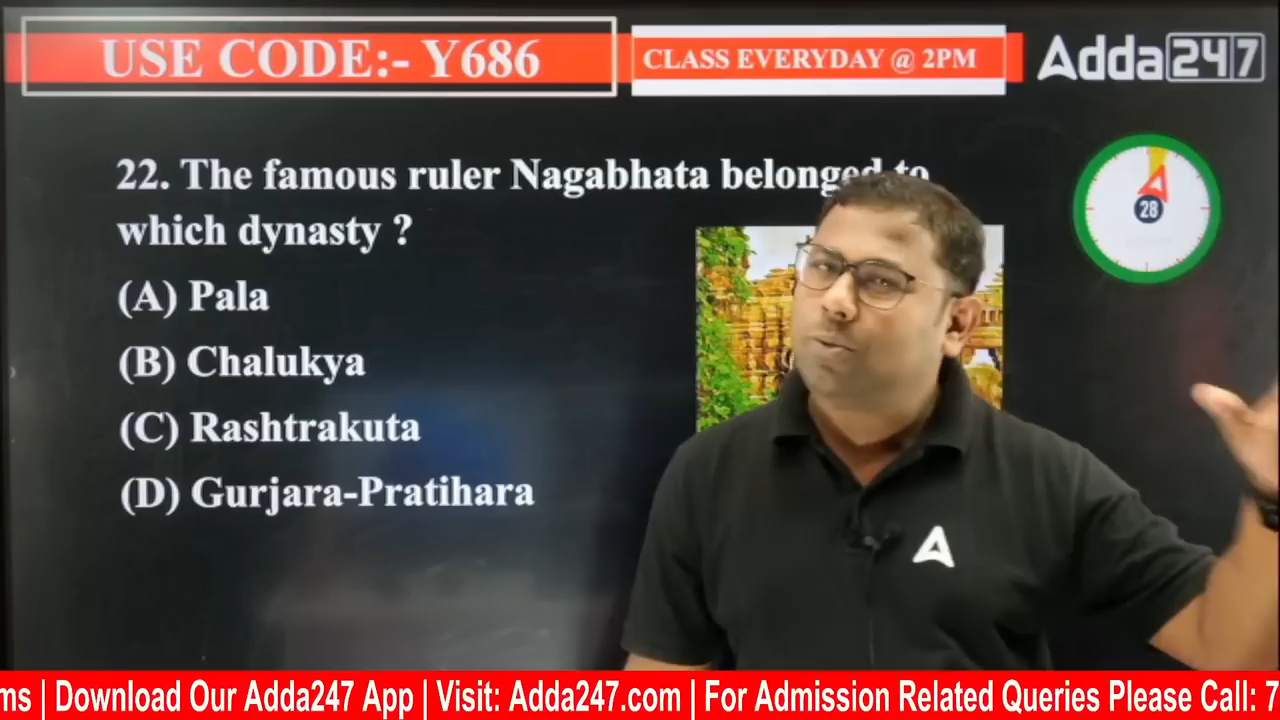 USE CODE:- Y686
CLASS EVERYDAY @ 2PM
Adda247
22. The famous ruler Nagabhata belonged to
which dynasty ?
(A) Pala
(B) Chalukya
(C) Rashtrakuta
(D) Gurjara-Pratihara
28
ms | Download Our Adda247 App | Visit: Adda247.com | For Admission Related Queries Please Call: 7